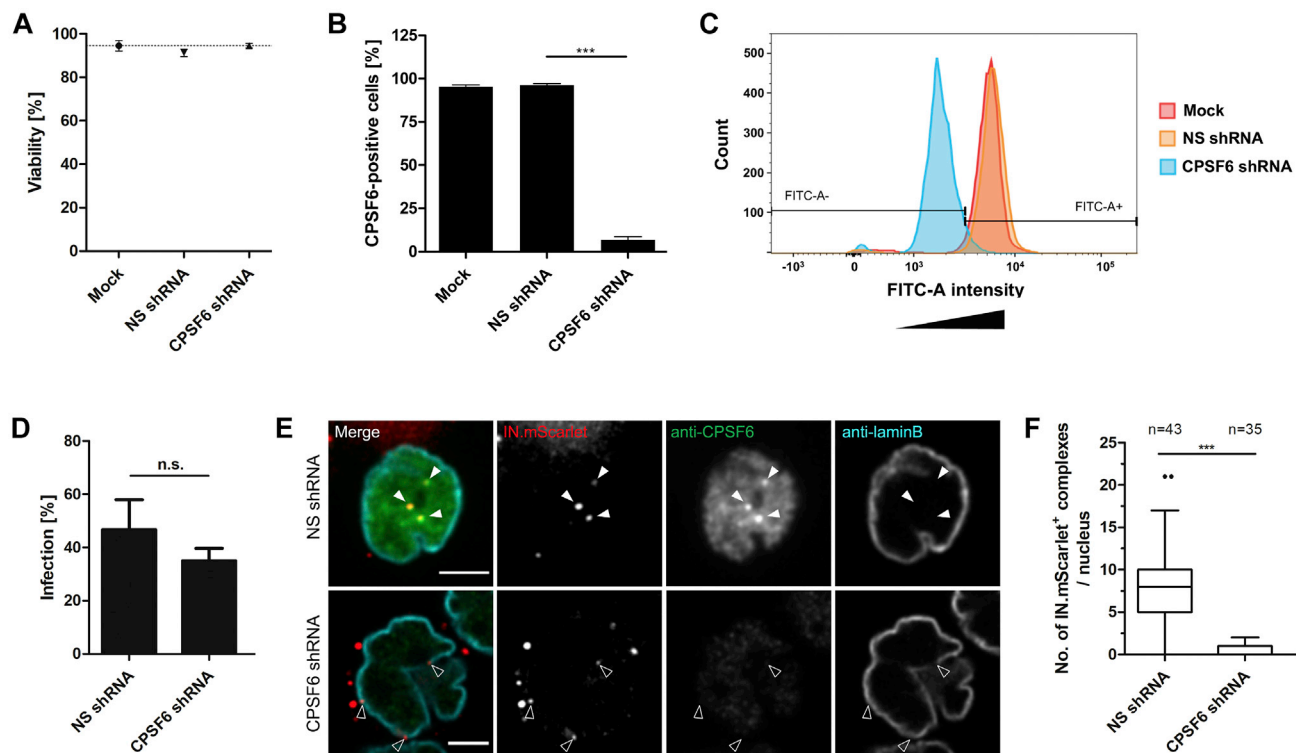 A
Viability [%]
100
80
60
40
20
0
Mock
NS shRNA
CPSF6 shRNA
B
CPSF6-positive cells [%]
125
100
75
50
25
0
***
Mock
NS shRNA
CPSF6 shRNA
C
Count
500
400
300
200
100
FITC-A-
FITC-A+
-10³
0
10³
10⁴
10⁵
FITC-A intensity
Mock
NS shRNA
CPSF6 shRNA
D
Infection [%]
80
60
40
20
0
n.s.
NS shRNA
CPSF6 shRNA
E
Merge
IN.mScarlet
anti-CPSF6
anti-laminB
NS shRNA
CPSF6 shRNA
F
n=43
n=35
***
No. of IN.mScarlet⁺ complexes
/ nucleus
25
20
15
10
5
0
NS shRNA
CPSF6 shRNA